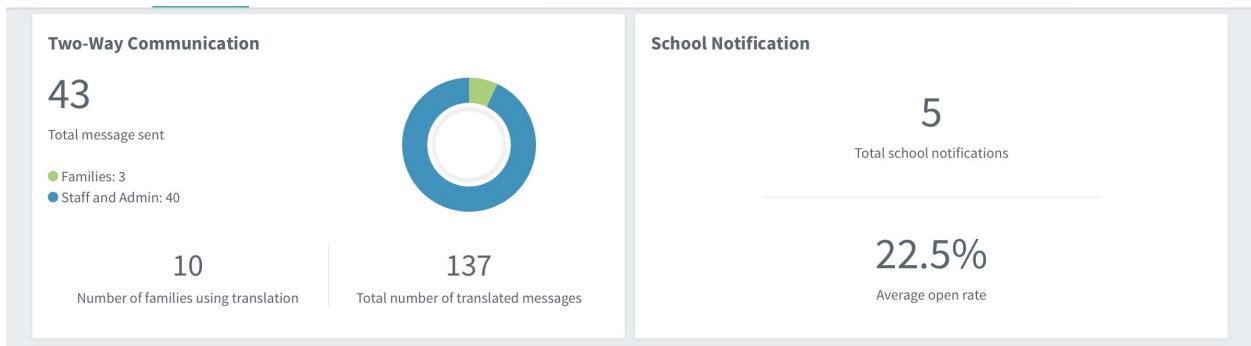 Two-Way Communication
43
Total message sent
Families: 3
Staff and Admin: 40
10
Number of families using translation
137
Total number of translated messages
School Notification
5
Total school notifications
22.5%
Average open rate